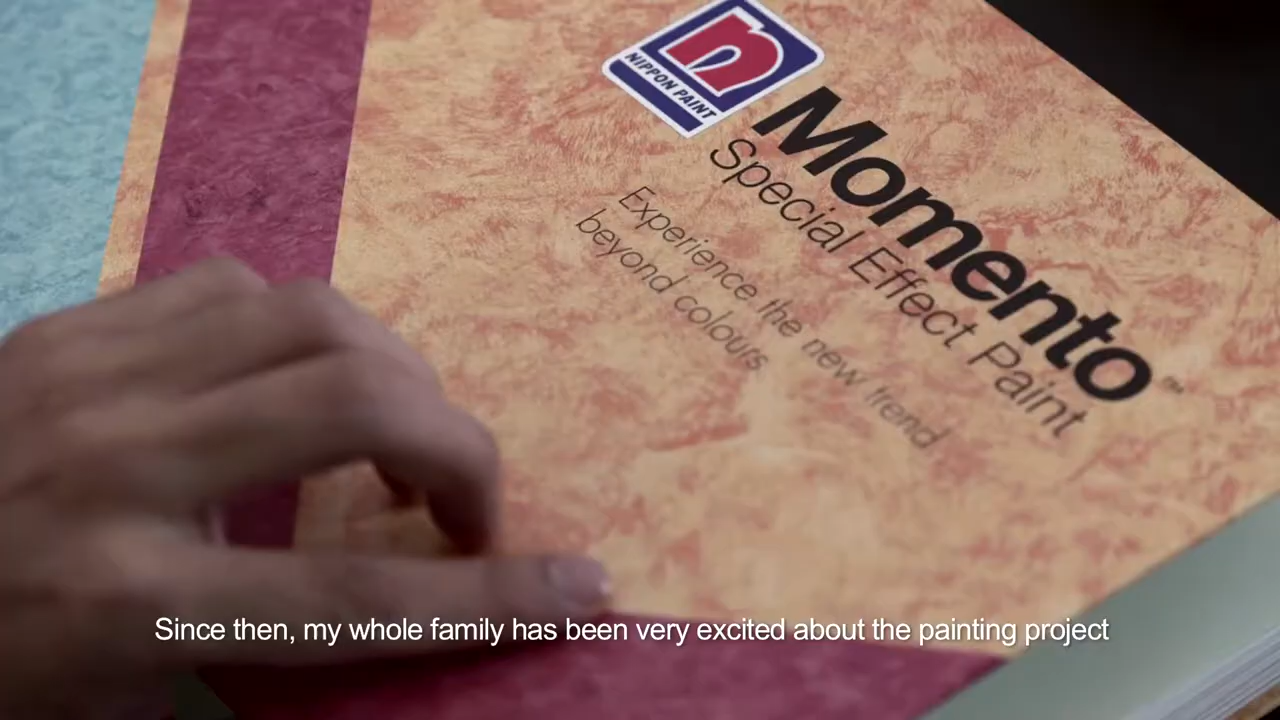 n
NIPPON PAINT
Momento™
Special Effect Paint
Experience the new trend
beyond colours
Since then, my whole family has been very excited about the painting project